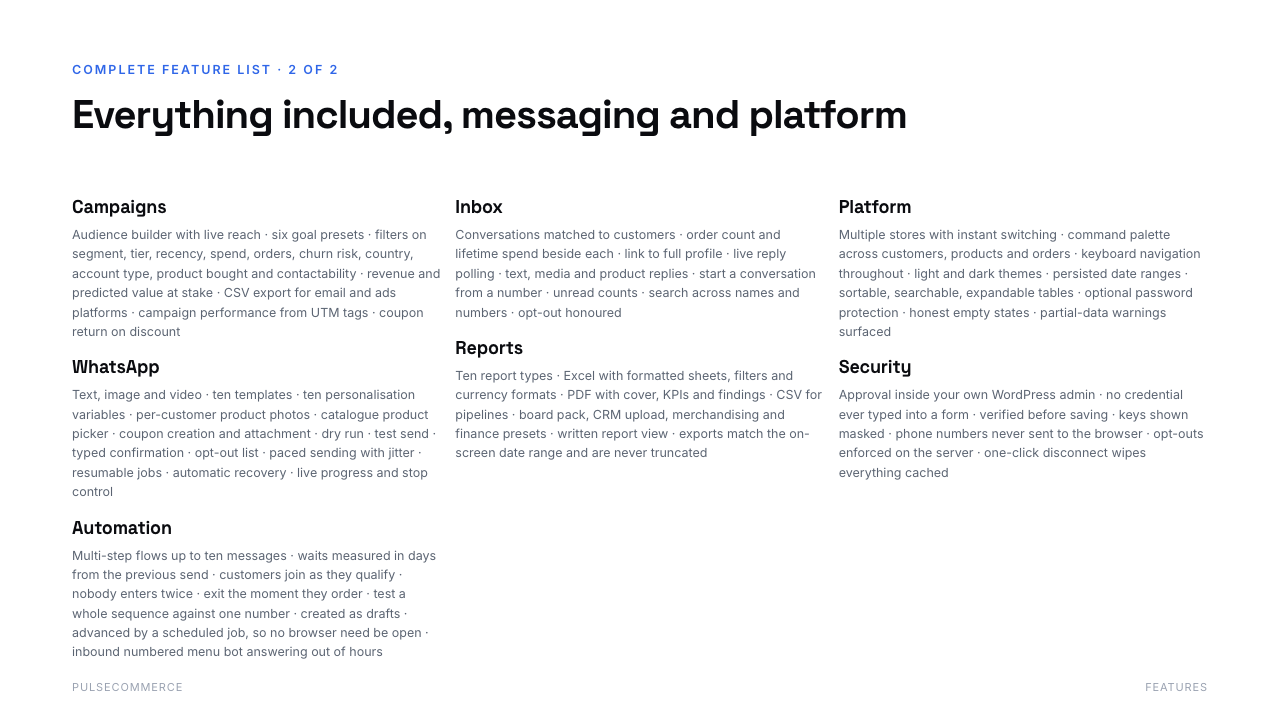 COMPLETE FEATURE LIST · 2 OF 2
Everything included, messaging and platform
Campaigns
Audience builder with live reach · six goal presets · filters on
segment, tier, recency, spend, orders, churn risk, country,
account type, product bought and contactability · revenue and
predicted value at stake · CSV export for email and ads
platforms · campaign performance from UTM tags · coupon
return on discount
WhatsApp
Text, image and video · ten templates · ten personalisation
variables · per-customer product photos · catalogue product
picker · coupon creation and attachment · dry run · test send ·
typed confirmation · opt-out list · paced sending with jitter ·
resumable jobs · automatic recovery · live progress and stop
control
Automation
Multi-step flows up to ten messages · waits measured in days
from the previous send · customers join as they qualify ·
nobody enters twice · exit the moment they order · test a
whole sequence against one number · created as drafts ·
advanced by a scheduled job, so no browser need be open ·
inbound numbered menu bot answering out of hours
Inbox
Conversations matched to customers · order count and
lifetime spend beside each · link to full profile · live reply
polling · text, media and product replies · start a conversation
from a number · unread counts · search across names and
numbers · opt-out honoured
Reports
Ten report types · Excel with formatted sheets, filters and
currency formats · PDF with cover, KPIs and findings · CSV for
pipelines · board pack, CRM upload, merchandising and
finance presets · written report view · exports match the on-
screen date range and are never truncated
Platform
Multiple stores with instant switching · command palette
across customers, products and orders · keyboard navigation
throughout · light and dark themes · persisted date ranges ·
sortable, searchable, expandable tables · optional password
protection · honest empty states · partial-data warnings
surfaced
Security
Approval inside your own WordPress admin · no credential
ever typed into a form · verified before saving · keys shown
masked · phone numbers never sent to the browser · opt-outs
enforced on the server · one-click disconnect wipes
everything cached
PULSECOMMERCE
FEATURES